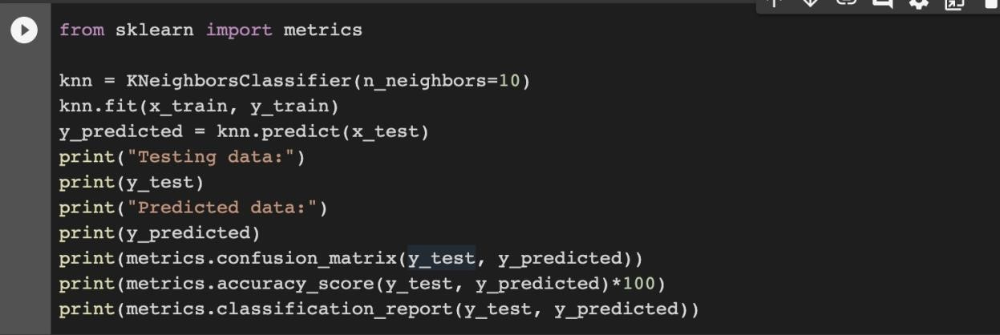 from sklearn import metrics
knn = KNeighborsClassifier(n_neighbors=10)
knn.fit(x_train, y_train)
y_predicted = knn.predict(x_test)
print("Testing data:")
print(y_test)
print("Predicted data:")
print(y_predicted)
print(metrics.confusion_matrix(y_test, y_predicted))
print(metrics.accuracy_score(y_test, y_predicted)*100)
print(metrics.classification_report(y_test, y_predicted))